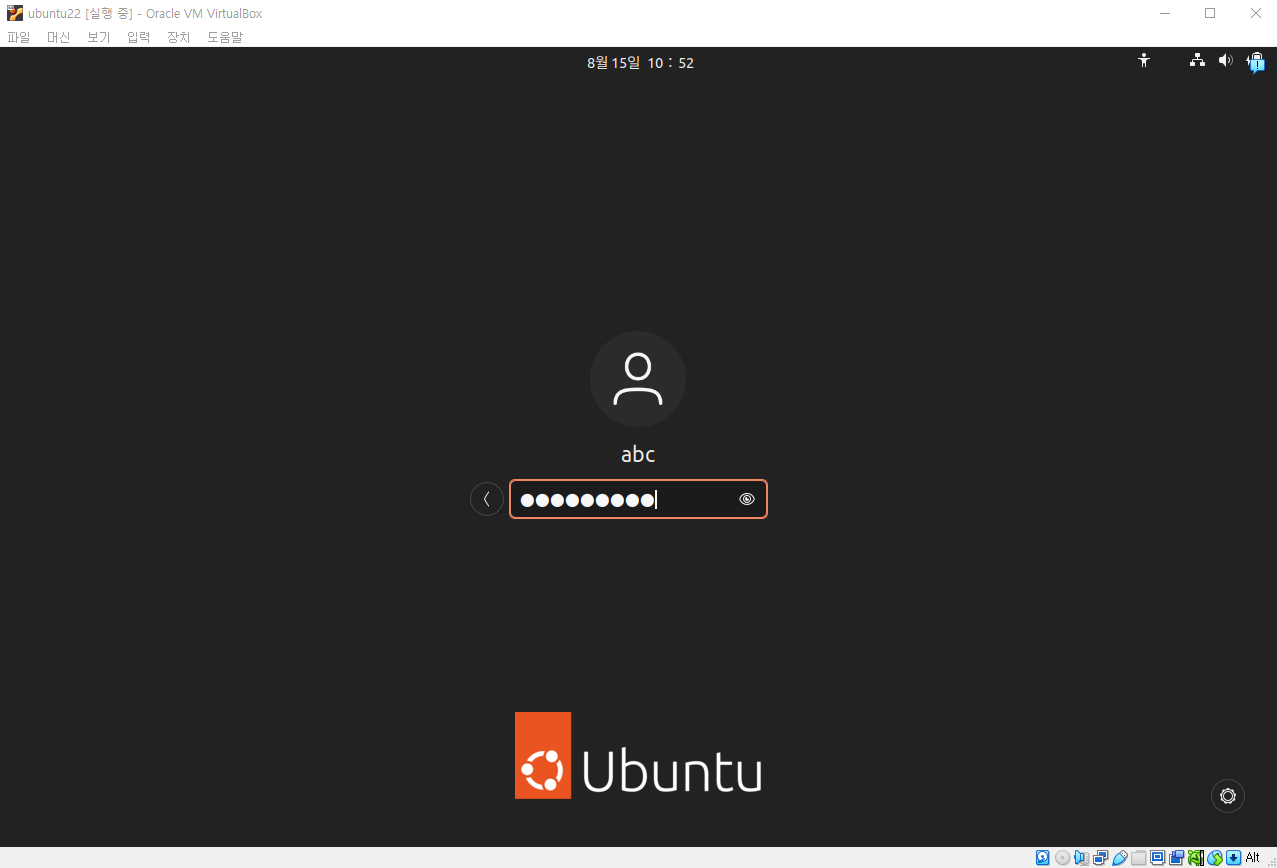 ubuntu22 [실행 중] - Oracle VM VirtualBox
파일 머신 보기 입력 장치 도움말
8월 15일 10 : 52
abc
Ubuntu
Alt